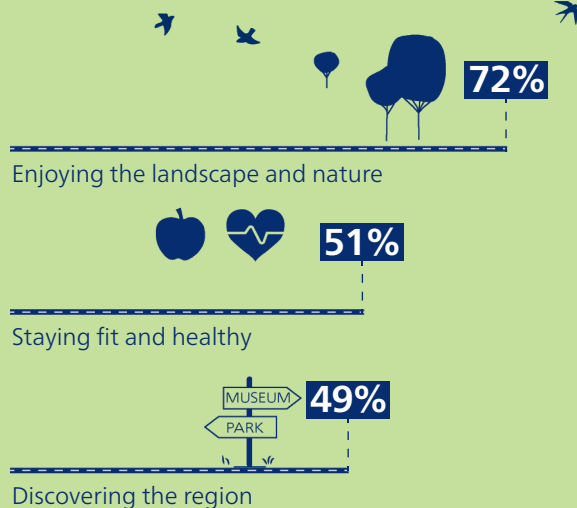 72%
Enjoying the landscape and nature
51%
Staying fit and healthy
MUSEUM
49%
PARK
Discovering the region